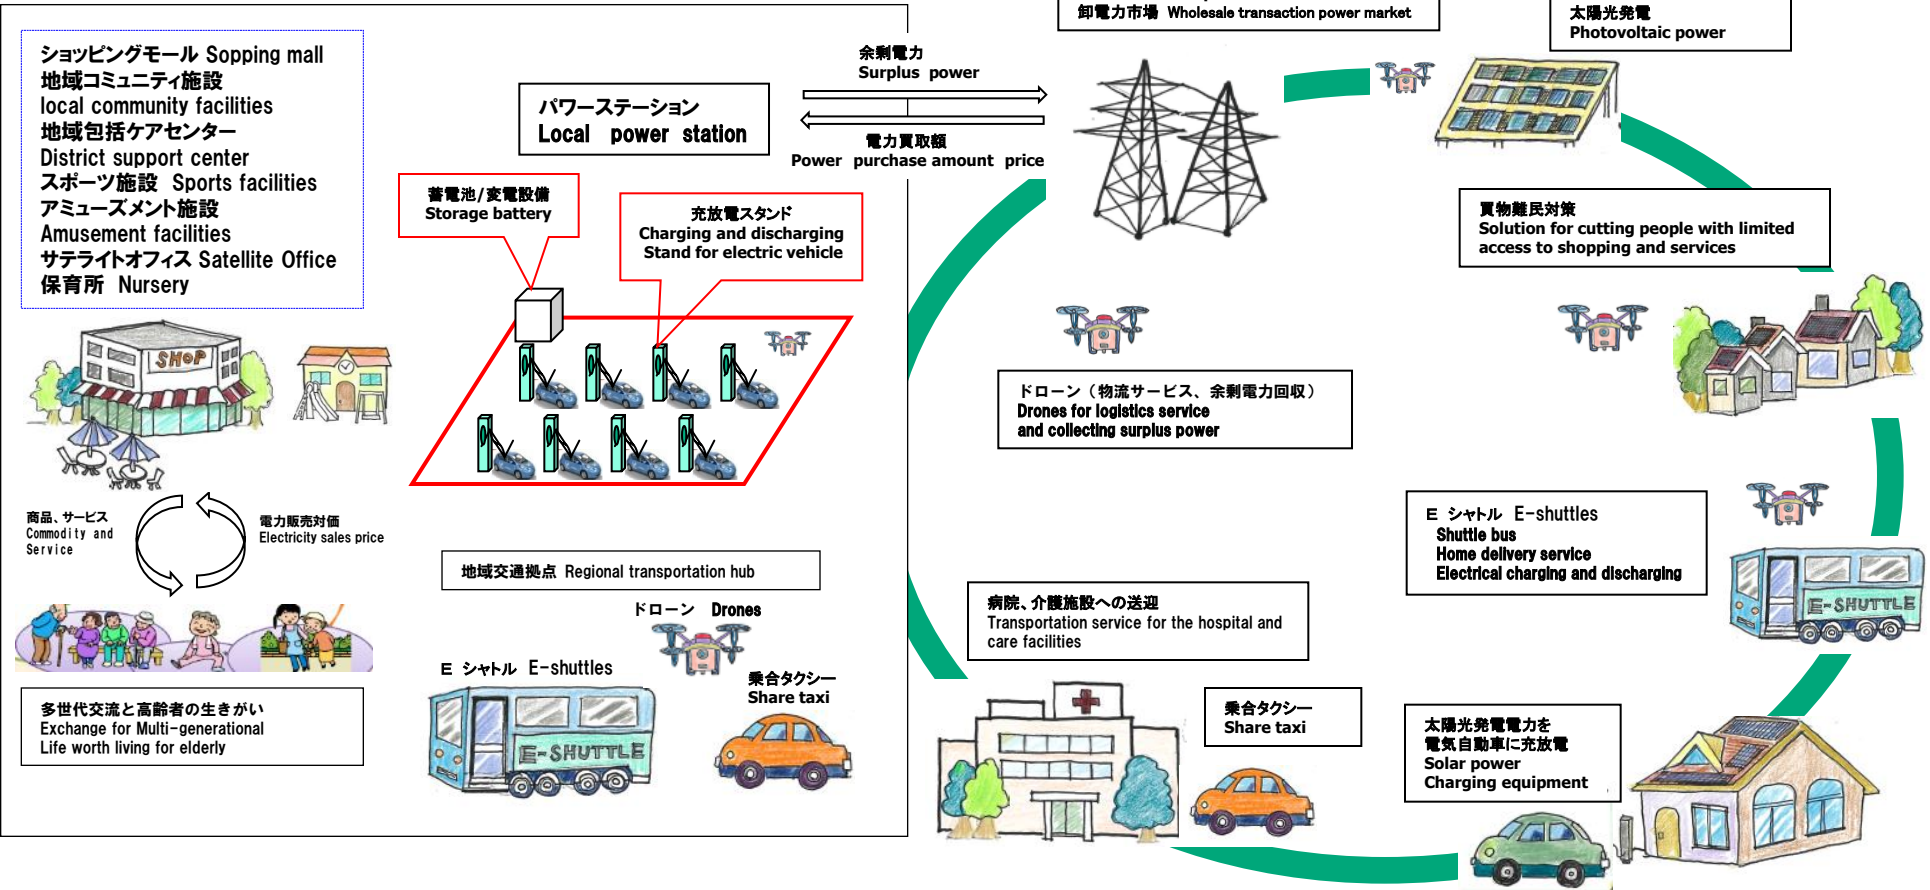 ショッピングモール Sopping mall
地域コミュニティ施設
local community facilities
地域包括ケアセンター
District support center
スポーツ施設 Sports facilities
アミューズメント施設
Amusement facilities
サテライトオフィス Satellite Office
保育所 Nursery
SHOP
商品、サービス
Commodity and
Service
電力販売対価
Electricity sales price
多世代交流と高齢者の生きがい
Exchange for Multi-generational
Life worth living for elderly
パワーステーション
Local power station
蓄電池/変電設備
Storage battery
充放電スタンド
Charging and discharging
Stand for electric vehicle
地域交通拠点 Regional transportation hub
ドローン Drones
E シャトル E-shuttles
E-SHUTTLE
乗合タクシー
Share taxi
余剰電力
Surplus power
電力買取額
Power purchase amount price
卸電力市場 Wholesale transaction power market
太陽光発電
Photovoltaic power
買物難民対策
Solution for cutting people with limited
access to shopping and services
ドローン（物流サービス、余剰電力回収）
Drones for logistics service
and collecting surplus power
E シャトル E-shuttles
Shuttle bus
Home delivery service
Electrical charging and discharging
E-SHUTTLE
病院、介護施設への送迎
Transportation service for the hospital and
care facilities
乗合タクシー
Share taxi
太陽光発電電力を
電気自動車に充放電
Solar power
Charging equipment